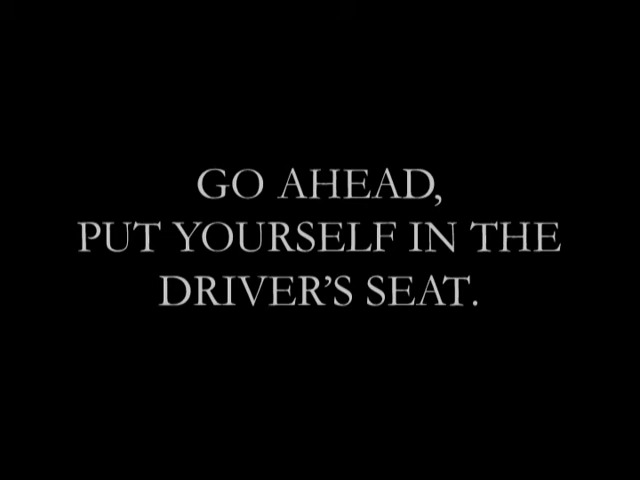 GO AHEAD,
PUT YOURSELF IN THE
DRIVER’S SEAT.